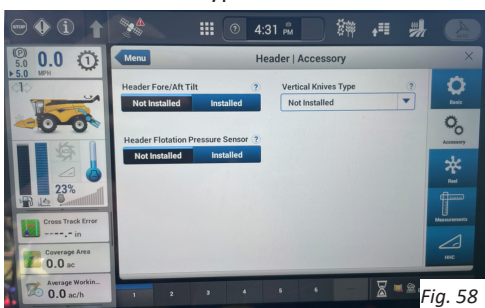 STOP
4:31 PM
(P)
5.0
0.0
5.0 MPH
1
Menu
Header | Accessory
Header Fore/Aft Tilt ?
Not Installed Installed
Vertical Knives Type ?
Not Installed
Header Flotation Pressure Sensor ?
Not Installed Installed
Basic
Accessory
Reel
Measurements
HHC
23%
Cross Track Error
----.- in
Coverage Area
0.0 ac
Average Workin...
0.0 ac/h
1 2 3 4 5 6
Fig. 58